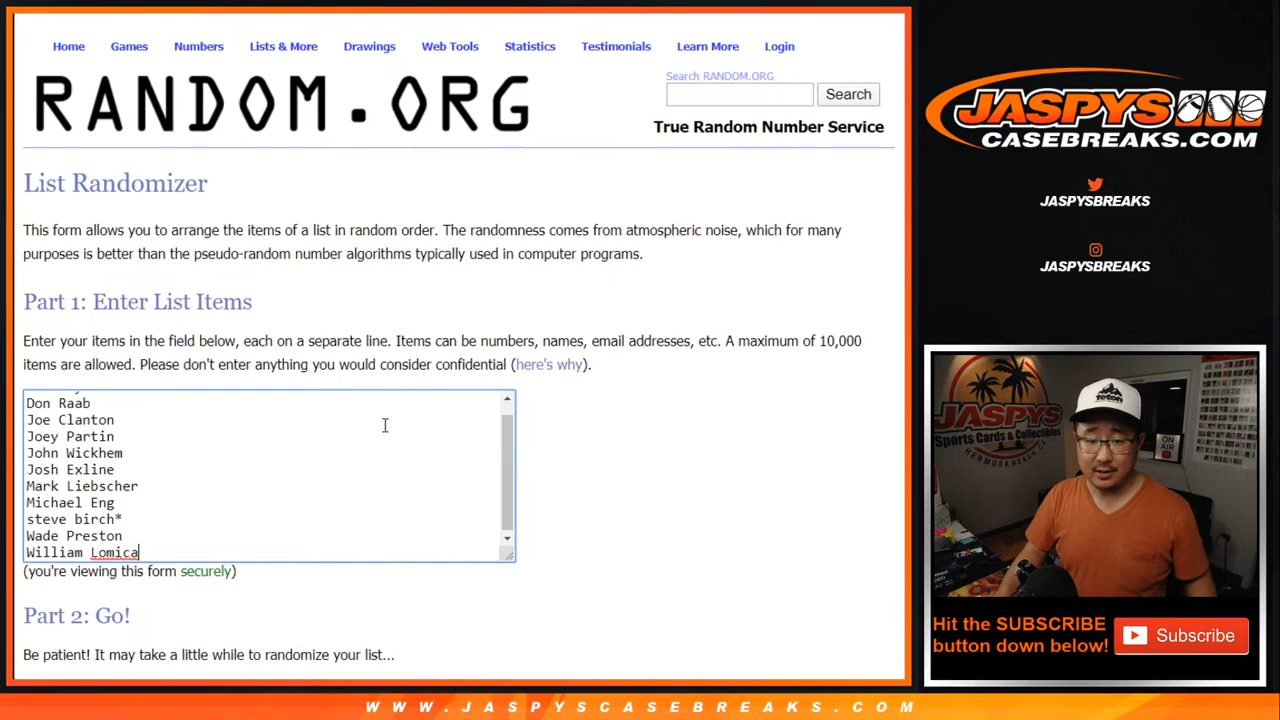 Home Games Numbers Lists & More Drawings Web Tools Statistics Testimonials Learn More Login
RANDOM.ORG
Search RANDOM.ORG
Search
True Random Number Service
List Randomizer
This form allows you to arrange the items of a list in random order. The randomness comes from atmospheric noise, which for many
purposes is better than the pseudo-random number algorithms typically used in computer programs.
Part 1: Enter List Items
Enter your items in the field below, each on a separate line. Items can be numbers, names, email addresses, etc. A maximum of 10,000
items are allowed. Please don't enter anything you would consider confidential (here's why).
Don Raab
Joe Clanton
Joey Partin
John Wickhem
Josh Exline
Mark Liebscher
Michael Eng
steve birch*
Wade Preston
William Lomica
(you're viewing this form securely)
Part 2: Go!
Be patient! It may take a little while to randomize your list...
JASPYS
CASEBREAKS.COM
JASPYSBREAKS
JASPYSBREAKS
JASPYS
Sports Cards & Collectibles
HERMOSA BEACH, CA
ON AIR
teton
Hit the SUBSCRIBE
button down below!
Subscribe
WWW.JASPYSCASEBREAKS.COM